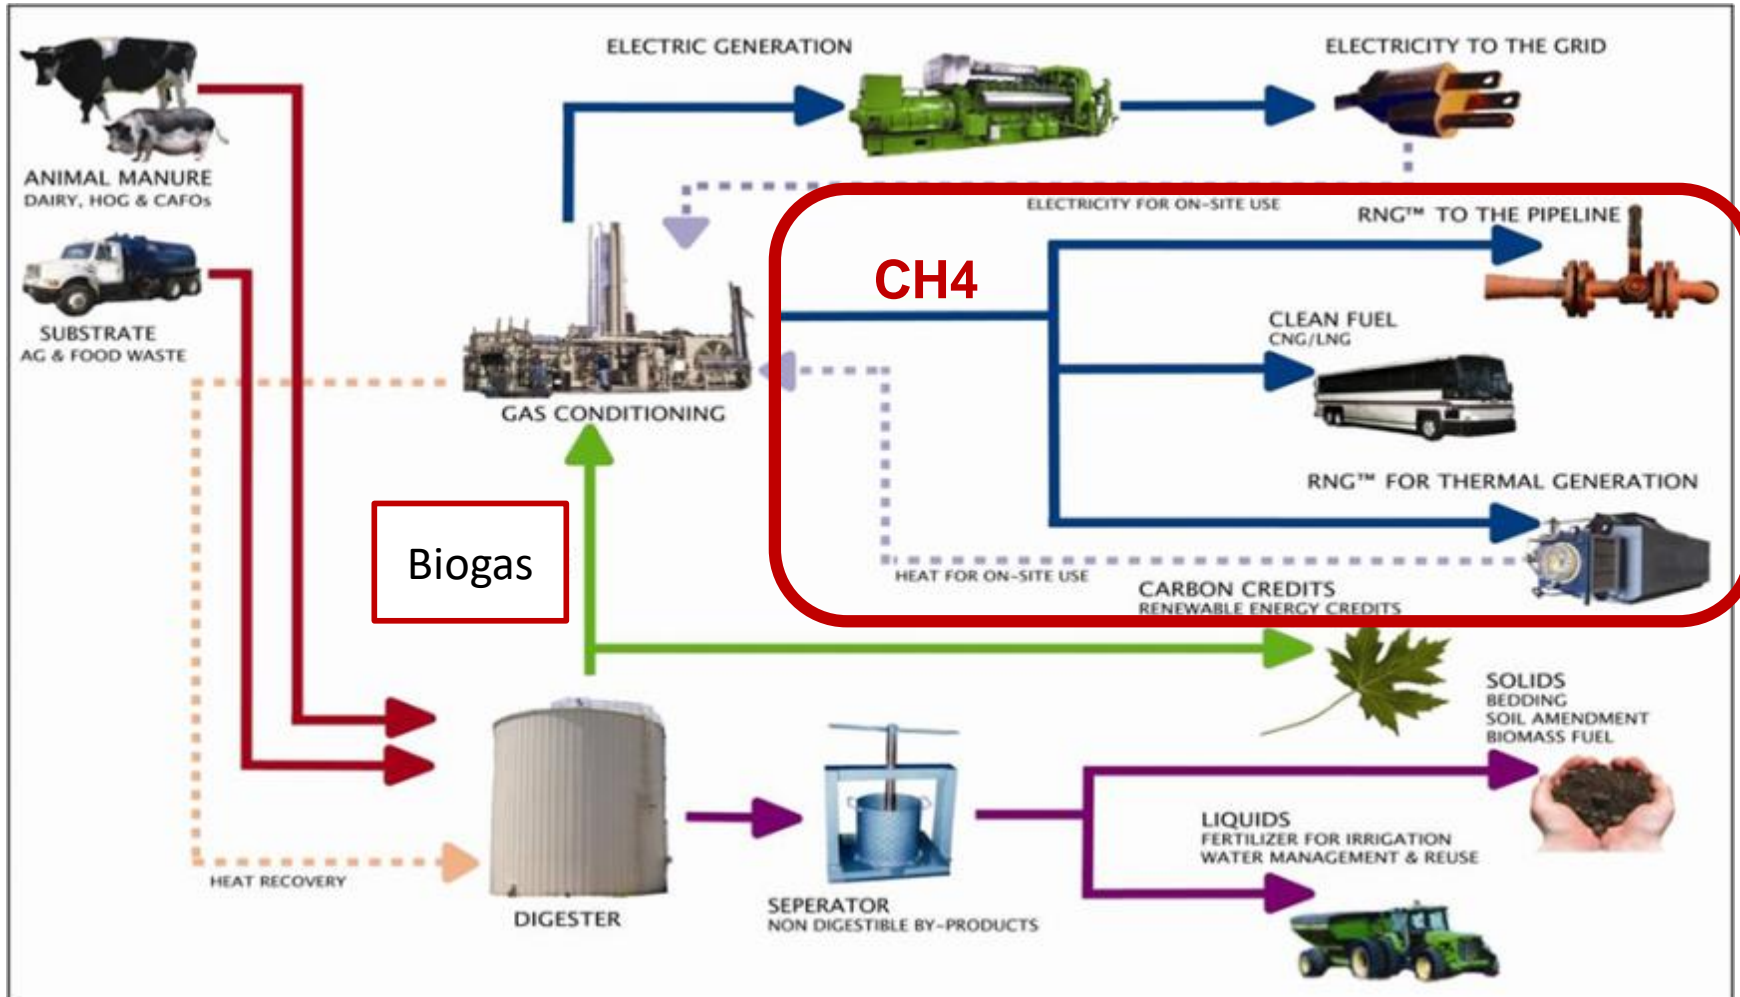 ELECTRIC GENERATION
ELECTRICITY TO THE GRID
ANIMAL MANURE
DAIRY, HOG & CAFOs
ELECTRICITY FOR ON-SITE USE
RNG™ TO THE PIPELINE
CH4
SUBSTRATE
AG & FOOD WASTE
CLEAN FUEL
CNG/LNG
GAS CONDITIONING
RNG™ FOR THERMAL GENERATION
Biogas
HEAT FOR ON-SITE USE
CARBON CREDITS
RENEWABLE ENERGY CREDITS
SOLIDS
BEDDING
SOIL AMENDMENT
BIOMASS FUEL
LIQUIDS
FERTILIZER FOR IRRIGATION
WATER MANAGEMENT & REUSE
HEAT RECOVERY
DIGESTER
SEPERATOR
NON DIGESTIBLE BY-PRODUCTS